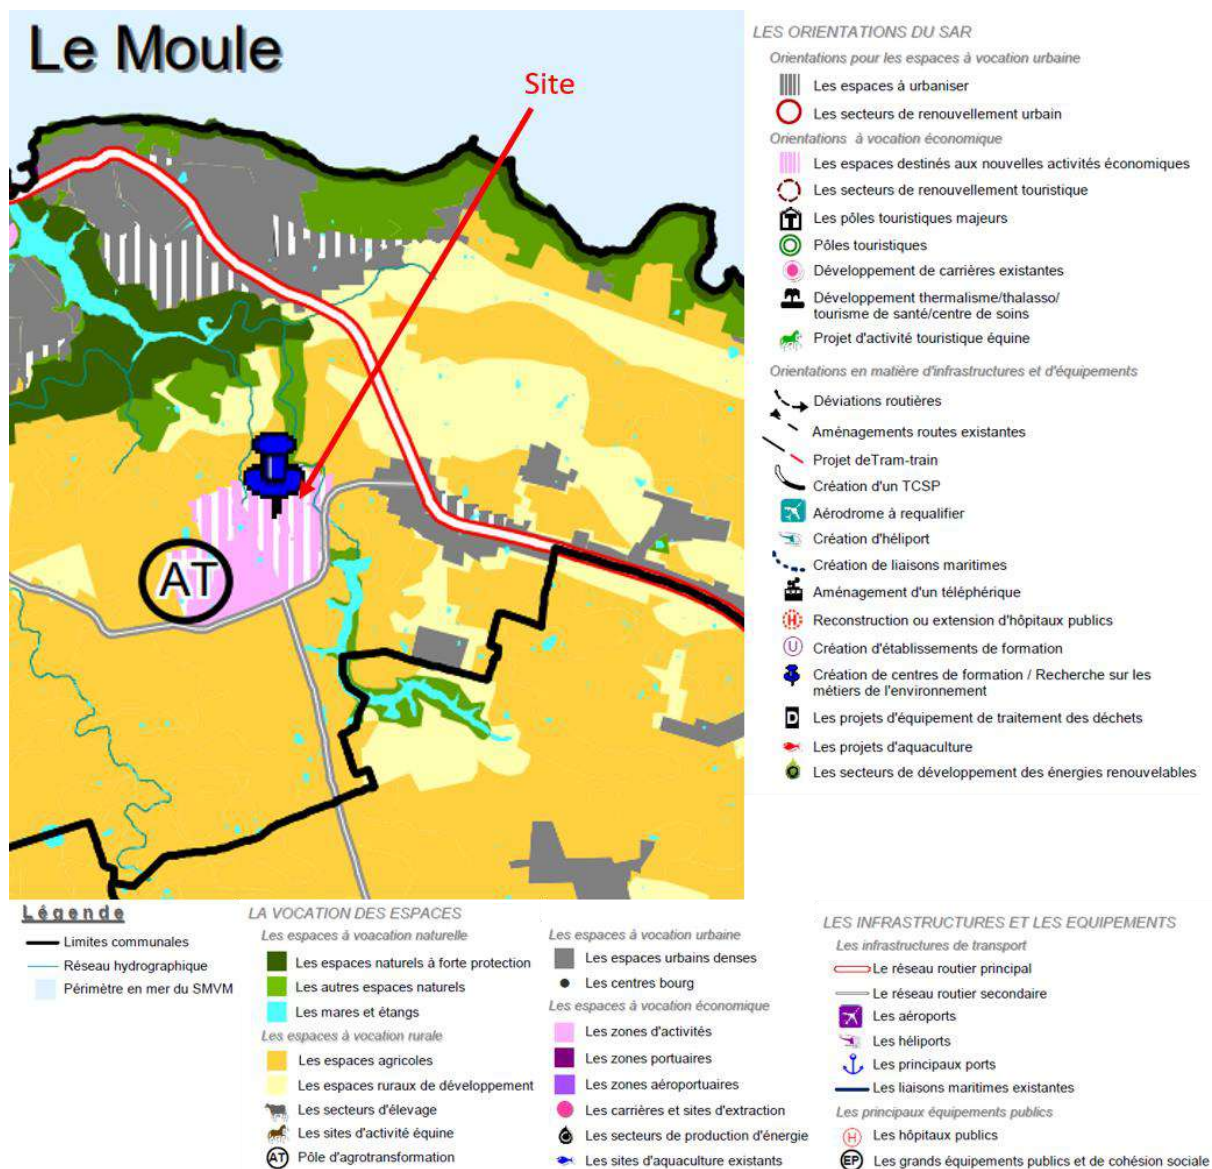 Le Moule
Site
AT
LES ORIENTATIONS DU SAR
Orientations pour les espaces à vocation urbaine
Les espaces à urbaniser
Les secteurs de renouvellement urbain
Orientations à vocation économique
Les espaces destinés aux nouvelles activités économiques
Les secteurs de renouvellement touristique
T
Les pôles touristiques majeurs
Pôles touristiques
Développement de carrières existantes
Développement thermalisme/thalasso/
tourisme de santé/centre de soins
Projet d'activité touristique équine
Orientations en matière d'infrastructures et d'équipements
Déviations routières
Aménagements routes existantes
Projet deTram-train
Création d'un TCSP
Aérodrome à requalifier
Création d'héliport
Création de liaisons maritimes
Aménagement d'un téléphérique
H Reconstruction ou extension d'hôpitaux publics
U Création d'établissements de formation
Création de centres de formation / Recherche sur les
métiers de l'environnement
D Les projets d'équipement de traitement des déchets
Les projets d'aquaculture
Les secteurs de développement des énergies renouvelables
Légende
Limites communales
Réseau hydrographique
Périmètre en mer du SMVM
LA VOCATION DES ESPACES
Les espaces à voacation naturelle
Les espaces naturels à forte protection
Les autres espaces naturels
Les mares et étangs
Les espaces à vocation rurale
Les espaces agricoles
Les espaces ruraux de développement
Les secteurs d'élevage
Les sites d'activité équine
AT Pôle d'agrotransformation
Les espaces à vocation urbaine
Les espaces urbains denses
Les centres bourg
Les espaces à vocation économique
Les zones d'activités
Les zones portuaires
Les zones aéroportuaires
Les carrières et sites d'extraction
Les secteurs de production d'énergie
Les sites d'aquaculture existants
LES INFRASTRUCTURES ET LES EQUIPEMENTS
Les infrastructures de transport
Le réseau routier principal
Le réseau routier secondaire
Les aéroports
Les héliports
Les principaux ports
Les liaisons maritimes existantes
Les principaux équipements publics
H Les hôpitaux publics
EP Les grands équipements publics et de cohésion sociale